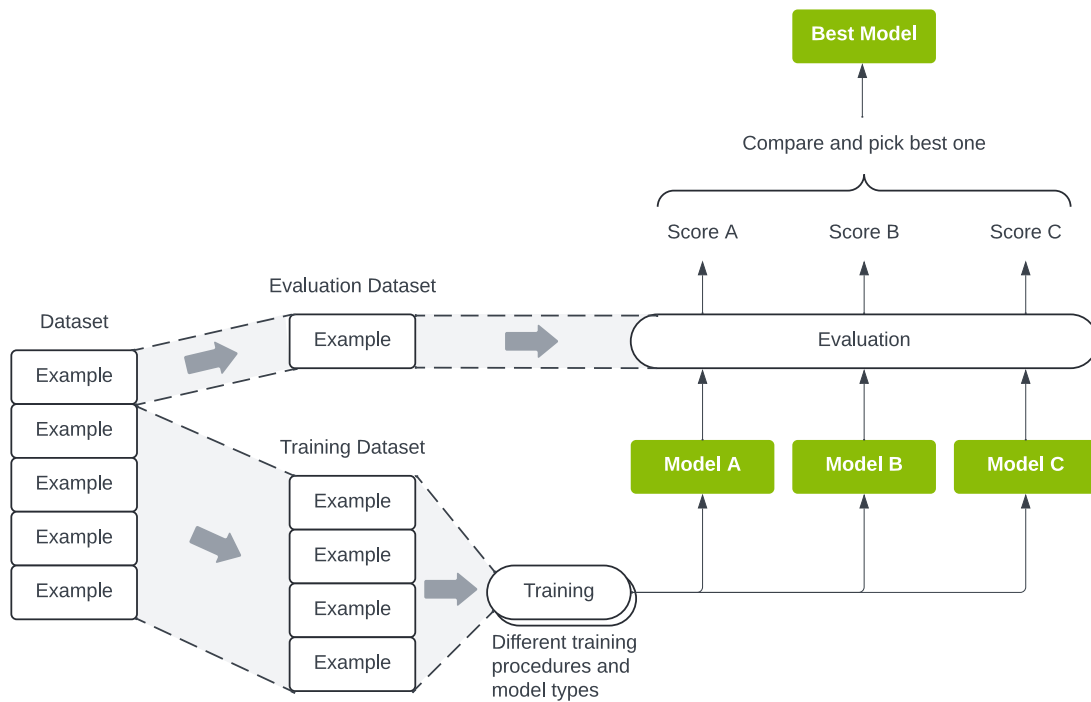 Best Model
Compare and pick best one
Score A
Score B
Score C
Evaluation Dataset
Dataset
Example
Evaluation
Example
Example
Training Dataset
Example
Model A
Model B
Model C
Example
Example
Example
Example
Training
Example
Example
Different training
procedures and
model types